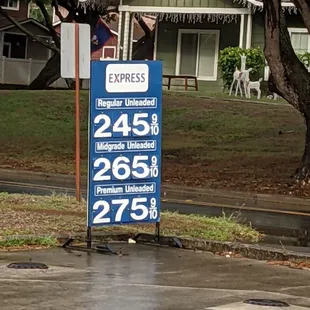 EXPRESS
Regular Unleaded
245 9/10
Midgrade Unleaded
265 9/10
Premium Unleaded
275 9/10